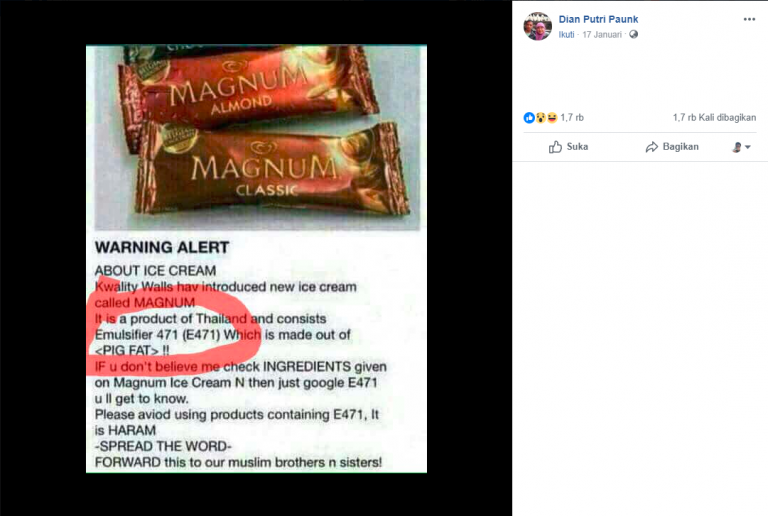 MAGNUM
ALMOND
MAGNUM
CLASSIC
WARNING ALERT
ABOUT ICE CREAM
Kwality Walls hav introduced new ice cream
called MAGNUM
It is a product of Thailand and consists
Emulsifier 471 (E471) Which is made out of
<PIG FAT> !!
IF u don't believe me check INGREDIENTS given
on Magnum Ice Cream N then just google E471
u ll get to know.
Please aviod using products containing E471, It
is HARAM
-SPREAD THE WORD-
FORWARD this to our muslim brothers n sisters!
Dian Putri Paunk
Ikuti · 17 Januari ·
1,7 rb
1,7 rb Kali dibagikan
Suka
Bagikan